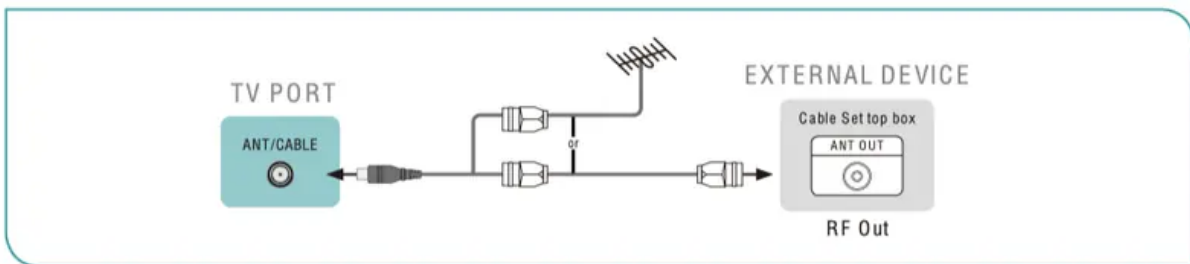 TV PORT
ANT/CABLE
or
EXTERNAL DEVICE
Cable Set top box
ANT OUT
RF Out